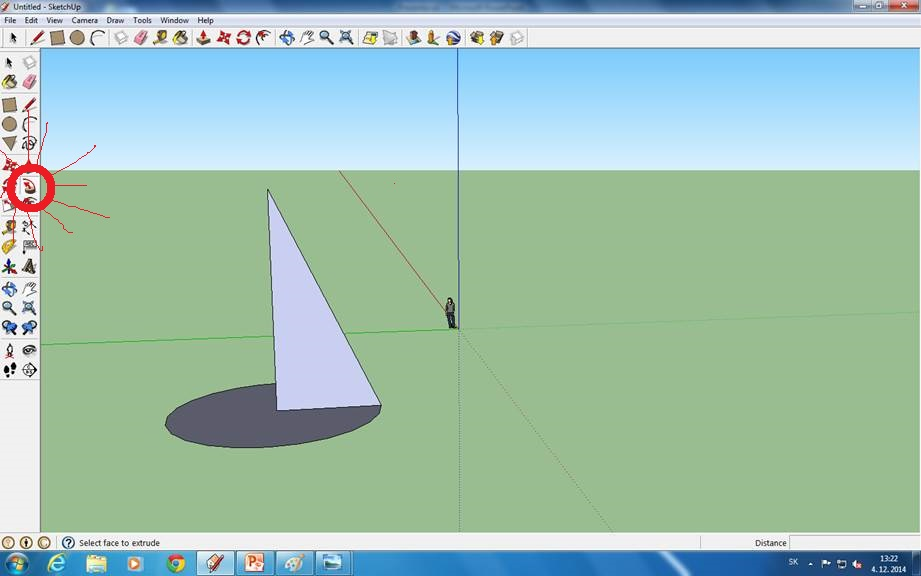 Untitled - SketchUp
File Edit View Camera Draw Tools Window Help
Select face to extrude
Distance
SK
13:22
4. 12. 2014